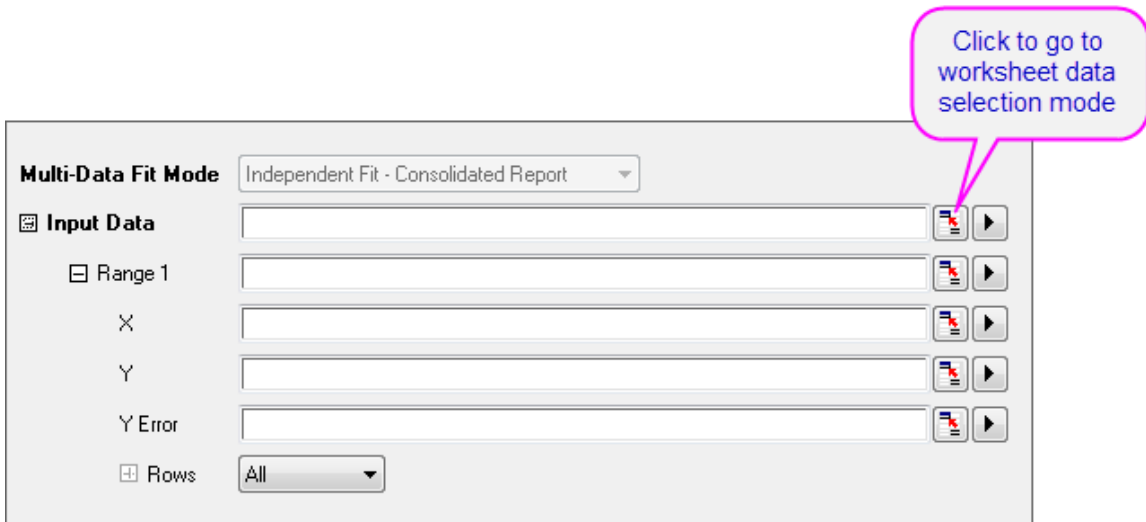 Click to go to
worksheet data
selection mode
Multi-Data Fit Mode Independent Fit - Consolidated Report
Input Data
Range 1
X
Y
Y Error
Rows All